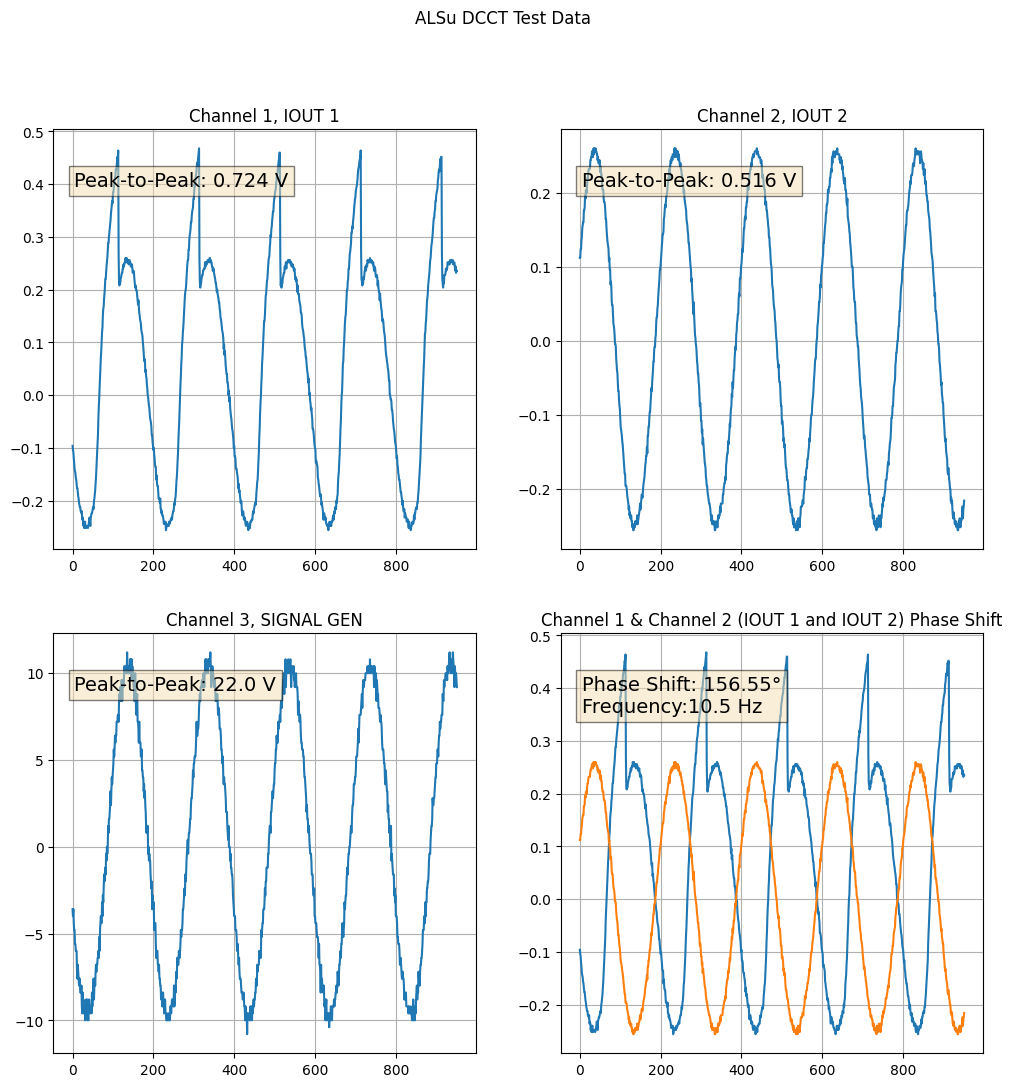 ALSu DCCT Test Data
Channel 1, IOUT 1
0.5
0.4
0.3
0.2
0.1
0.0
−0.1
−0.2
Peak-to-Peak: 0.724 V
0 200 400 600 800
Channel 2, IOUT 2
0.2
0.1
0.0
−0.1
−0.2
Peak-to-Peak: 0.516 V
0 200 400 600 800
Channel 3, SIGNAL GEN
10
5
0
−5
−10
Peak-to-Peak: 22.0 V
0 200 400 600 800
Channel 1 & Channel 2 (IOUT 1 and IOUT 2) Phase Shift
0.5
0.4
0.3
0.2
0.1
0.0
−0.1
−0.2
Phase Shift: 156.55°
Frequency:10.5 Hz
0 200 400 600 800